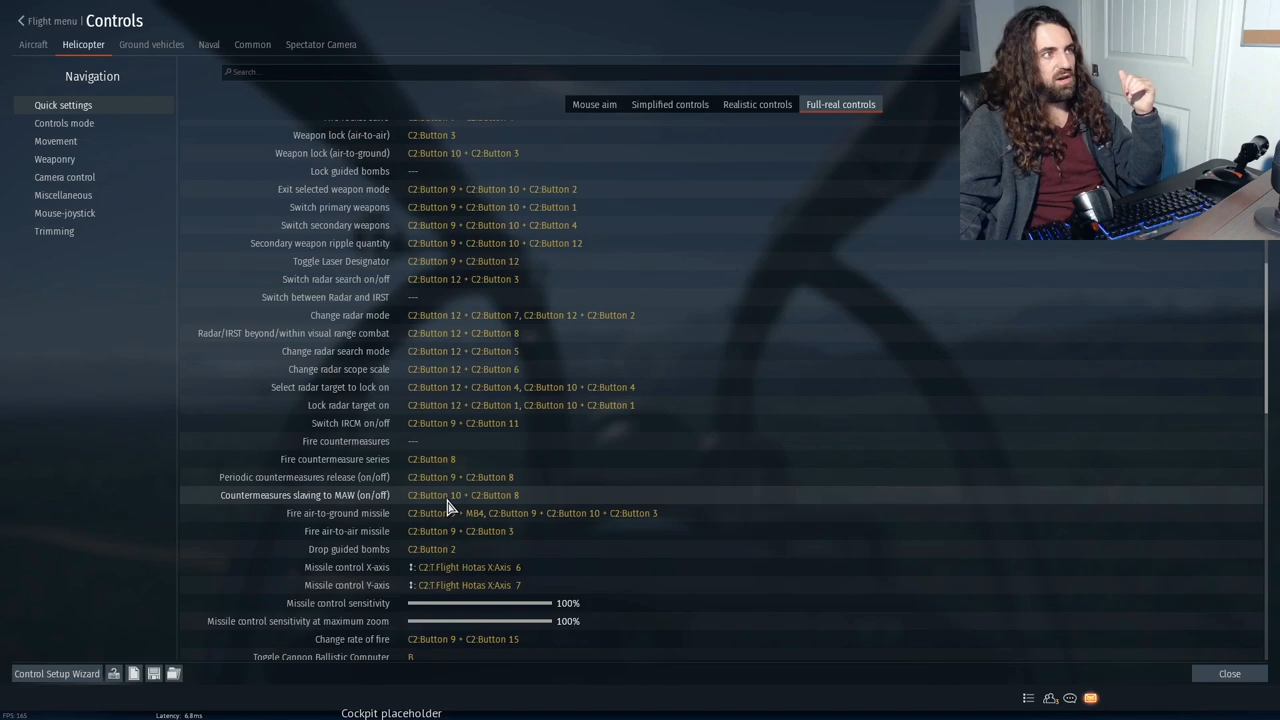 Flight menu | Controls
Aircraft Helicopter Ground vehicles Naval Common Spectator Camera
Navigation
Search...
Quick settings
Mouse aim Simplified controls Realistic controls Full-real controls
Controls mode
Movement
Weaponry
Camera control
Miscellaneous
Mouse-joystick
Trimming
Weapon lock (air-to-air) C2:Button 3
Weapon lock (air-to-ground) C2:Button 10 + C2:Button 3
Lock guided bombs ---
Exit selected weapon mode C2:Button 9 + C2:Button 10 + C2:Button 2
Switch primary weapons C2:Button 9 + C2:Button 10 + C2:Button 1
Switch secondary weapons C2:Button 9 + C2:Button 10 + C2:Button 4
Secondary weapon ripple quantity C2:Button 9 + C2:Button 10 + C2:Button 12
Toggle Laser Designator C2:Button 9 + C2:Button 12
Switch radar search on/off C2:Button 12 + C2:Button 3
Switch between Radar and IRST ---
Change radar mode C2:Button 12 + C2:Button 7, C2:Button 12 + C2:Button 2
Radar/IRST beyond/within visual range combat C2:Button 12 + C2:Button 8
Change radar search mode C2:Button 12 + C2:Button 5
Change radar scope scale C2:Button 12 + C2:Button 6
Select radar target to lock on C2:Button 12 + C2:Button 4, C2:Button 10 + C2:Button 4
Lock radar target on C2:Button 12 + C2:Button 1, C2:Button 10 + C2:Button 1
Switch IRCM on/off C2:Button 9 + C2:Button 11
Fire countermeasures ---
Fire countermeasure series C2:Button 8
Periodic countermeasures release (on/off) C2:Button 9 + C2:Button 8
Countermeasures slaving to MAW (on/off) C2:Button 10 + C2:Button 8
Fire air-to-ground missile C2:Button + MB4, C2:Button 9 + C2:Button 10 + C2:Button 3
Fire air-to-air missile C2:Button 9 + C2:Button 3
Drop guided bombs C2:Button 2
Missile control X-axis : C2:T.Flight Hotas X:Axis 6
Missile control Y-axis : C2:T.Flight Hotas X:Axis 7
Missile control sensitivity 100%
Missile control sensitivity at maximum zoom 100%
Change rate of fire C2:Button 9 + C2:Button 15
Toggle Cannon Ballistic Computer B
Control Setup Wizard Close
3
FPS: 165 Latency: 6.8ms Cockpit placeholder